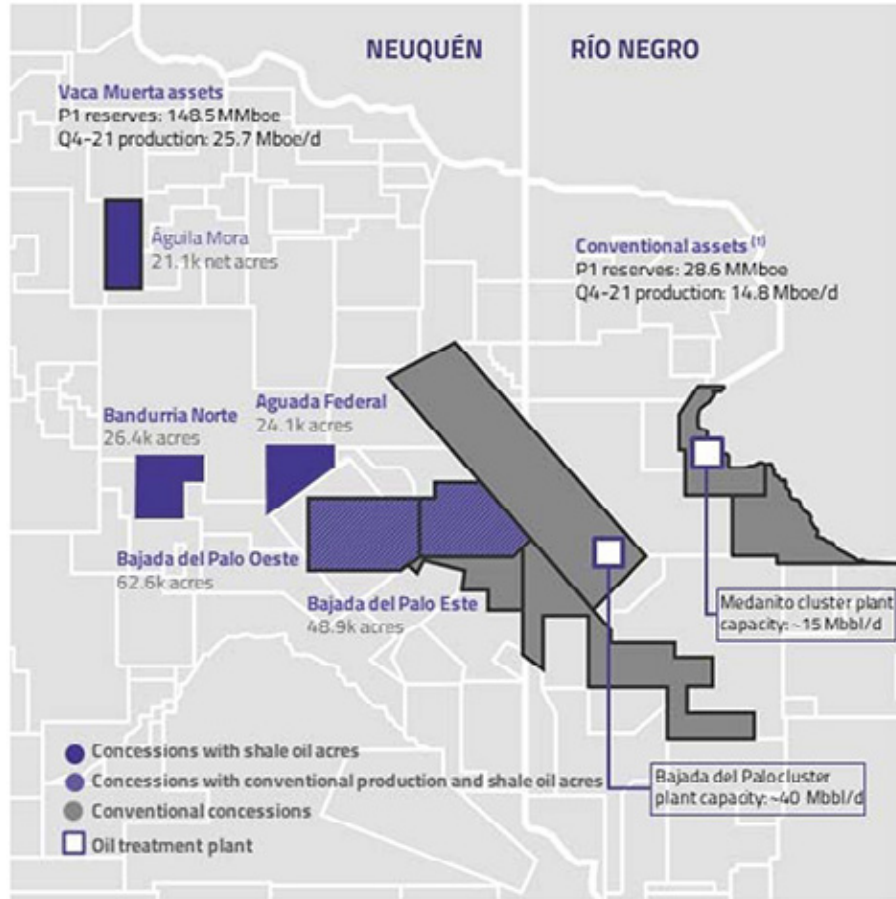 NEUQUÉN
RÍO NEGRO
Vaca Muerta assets
P1 reserves: 148.5 MMboe
Q4-21 production: 25.7 Mboe/d
Águila Mora
21.1k net acres
Conventional assets (1)
P1 reserves: 28.6 MMboe
Q4-21 production: 14.8 Mboe/d
Bandurria Norte
26.4k acres
Aguada Federal
24.1k acres
Bajada del Palo Oeste
62.6k acres
Bajada del Palo Este
48.9k acres
Medanito cluster plant
capacity: ~15 Mbbl/d
Concessions with shale oil acres
Concessions with conventional production and shale oil acres
Conventional concessions
Oil treatment plant
Bajada del Palo cluster
plant capacity: ~40 Mbbl/d